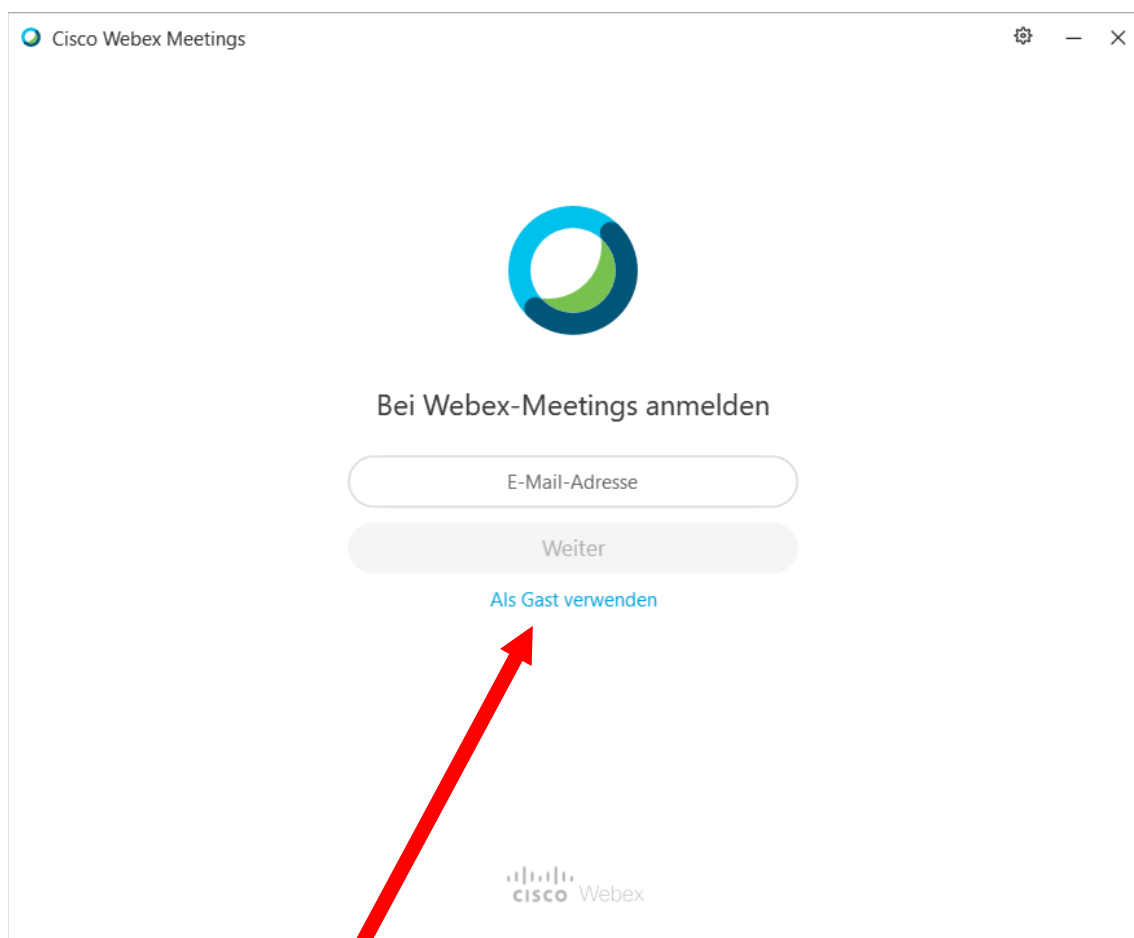 Cisco Webex Meetings
Bei Webex-Meetings anmelden
E-Mail-Adresse
Weiter
Als Gast verwenden
cisco Webex